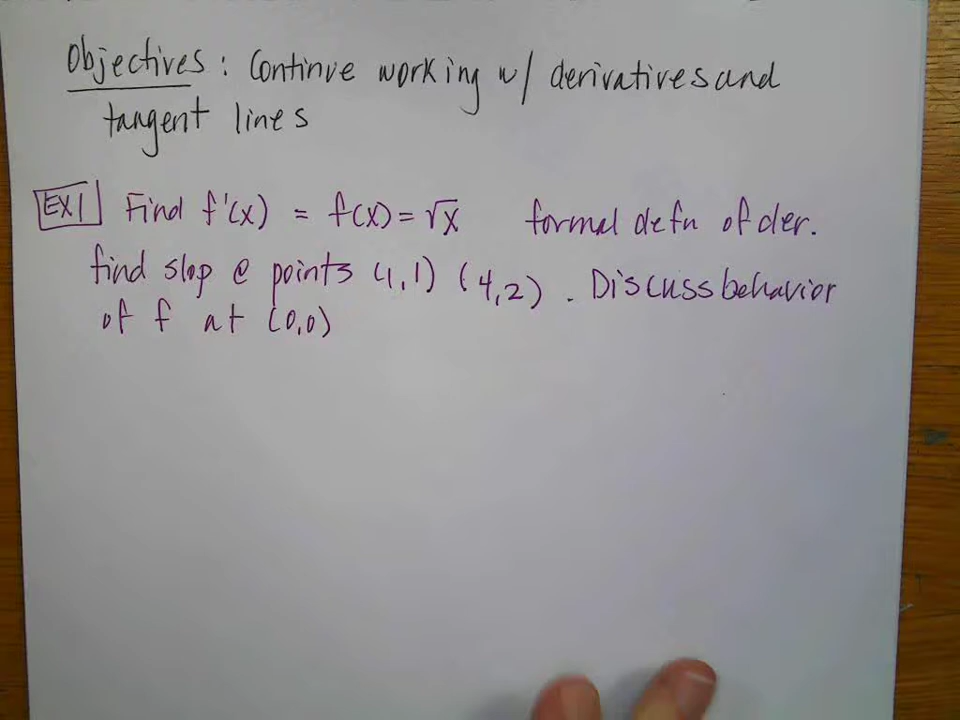 Objectives: Continue working w/ derivatives and
tangent lines
EX1 Find f'(x) = f(x) = √x formal defn of der.
find slop @ points (1,1) (4,2). Discuss behavior
of f at (0,0)